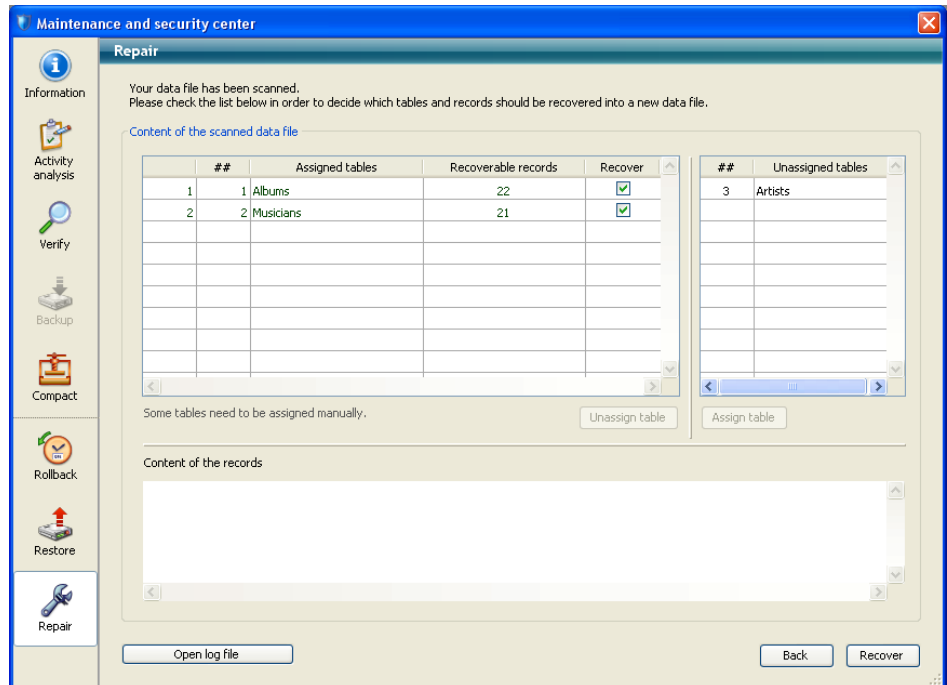 Maintenance and security center
Repair
Information
Activity
analysis
Verify
Backup
Compact
Rollback
Restore
Repair
Your data file has been scanned.
Please check the list below in order to decide which tables and records should be recovered into a new data file.
Content of the scanned data file
## Assigned tables Recoverable records Recover
1 1 Albums 22
2 2 Musicians 21
## Unassigned tables
3 Artists
Some tables need to be assigned manually.
Unassign table
Assign table
Content of the records
Open log file
Back
Recover